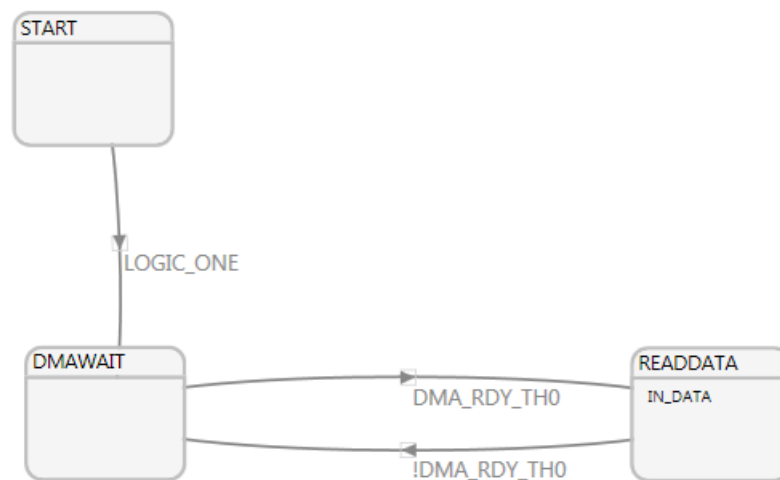 START
LOGIC_ONE
DMAWAIT
DMA_RDY_TH0
!DMA_RDY_TH0
READDATA
IN_DATA